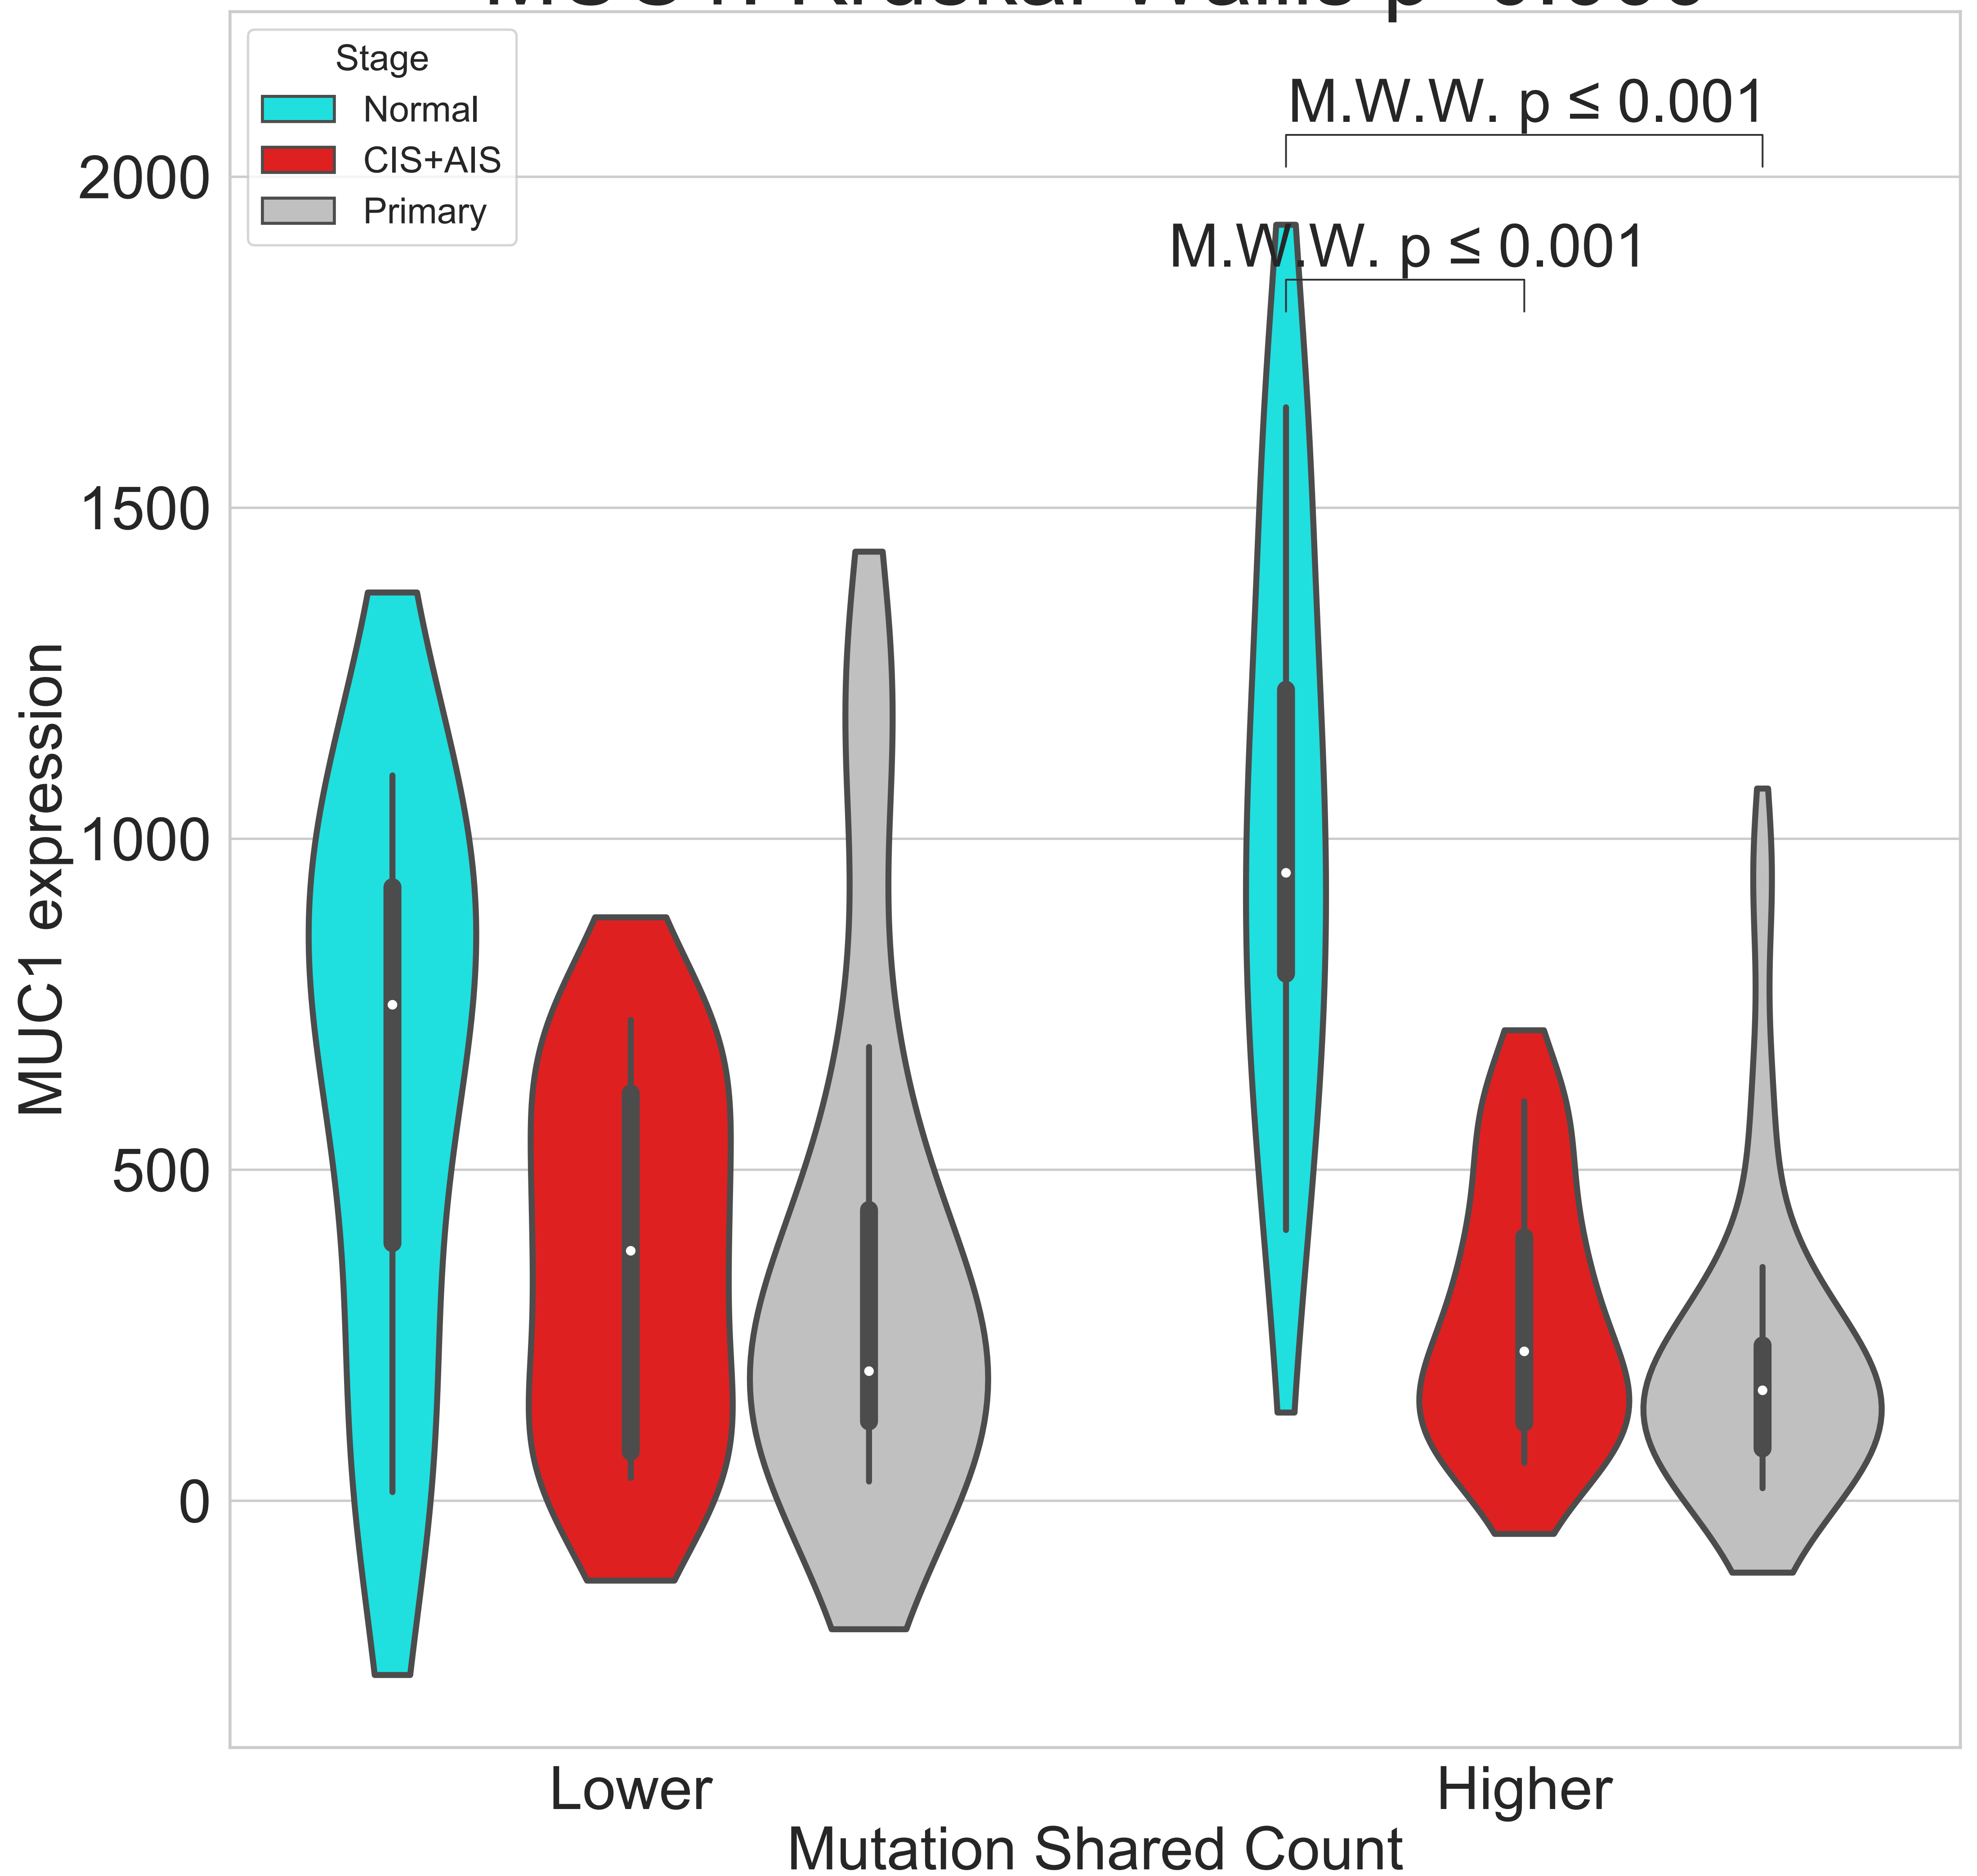 Stage
Normal
CIS+AIS
Primary
M.W.W. p ≤ 0.001
M.W.W. p ≤ 0.001
2000
1500
1000
500
0
MUC1 expression
Lower
Higher
Mutation Shared Count